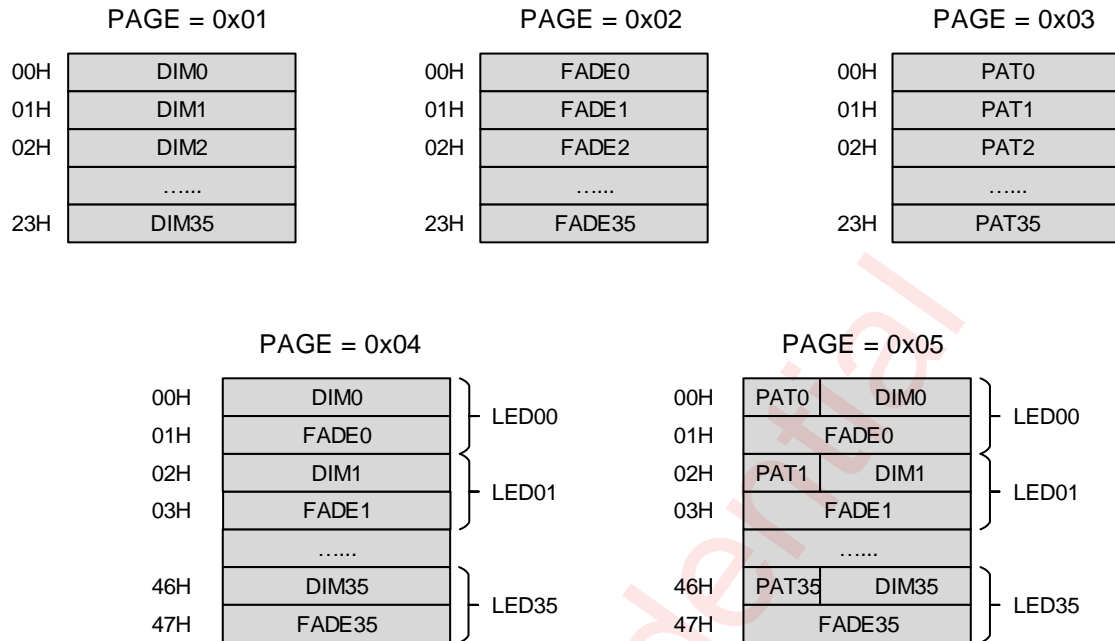 PAGE = 0x01 PAGE = 0x02 PAGE = 0x03
00H DIM0 00H FADE0 00H PAT0
01H DIM1 01H FADE1 01H PAT1
02H DIM2 02H FADE2 02H PAT2
…... …... …...
23H DIM35 23H FADE35 23H PAT35
PAGE = 0x04 PAGE = 0x05
00H DIM0 LED00 00H PAT0 DIM0 LED00
01H FADE0 01H FADE0
02H DIM1 LED01 02H PAT1 DIM1 LED01
03H FADE1 03H FADE1
…... …...
46H DIM35 LED35 46H PAT35 DIM35 LED35
47H FADE35 47H FADE35
dential